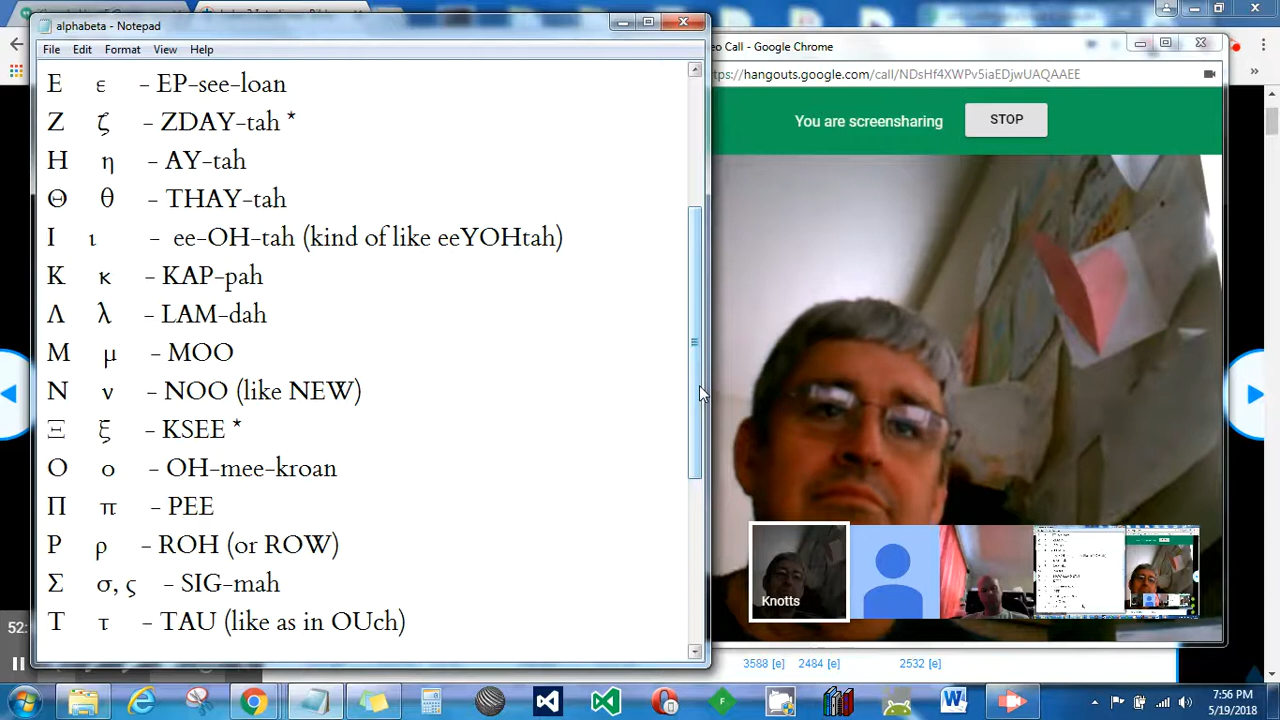 alphabeta - Notepad
File Edit Format View Help
Ε ε - EP-see-loan
Ζ ζ - ZDAY-tah *
Η η - AY-tah
Θ θ - THAY-tah
Ι ι - ee-OH-tah (kind of like eeYOHtah)
Κ κ - KAP-pah
Λ λ - LAM-dah
Μ μ - MOO
Ν ν - NOO (like NEW)
Ξ ξ - KSEE *
Ο ο - OH-mee-kroan
Π π - PEE
Ρ ρ - ROH (or ROW)
Σ σ, ς - SIG-mah
Τ τ - TAU (like as in OUch)
eo Call - Google Chrome
ttps://hangouts.google.com/call/NDsHf4XWPv5iaEDjwUAQAAEE
You are screensharing STOP
Knotts
52:
3588 [e] 2484 [e] 2532 [e]
7:56 PM
5/19/2018